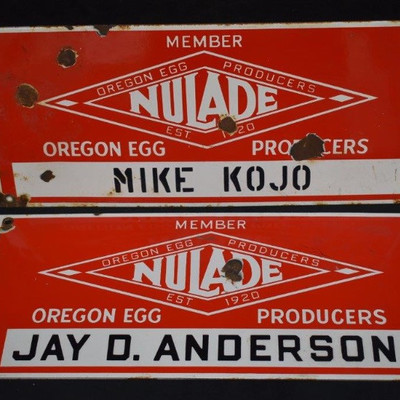 MEMBER
OREGON EGG PRODUCERS
NULADE
EST 1920
OREGON EGG PRODUCERS
MIKE KOJO
MEMBER
OREGON EGG PRODUCERS
NULADE
EST 1920
OREGON EGG PRODUCERS
JAY D. ANDERSON